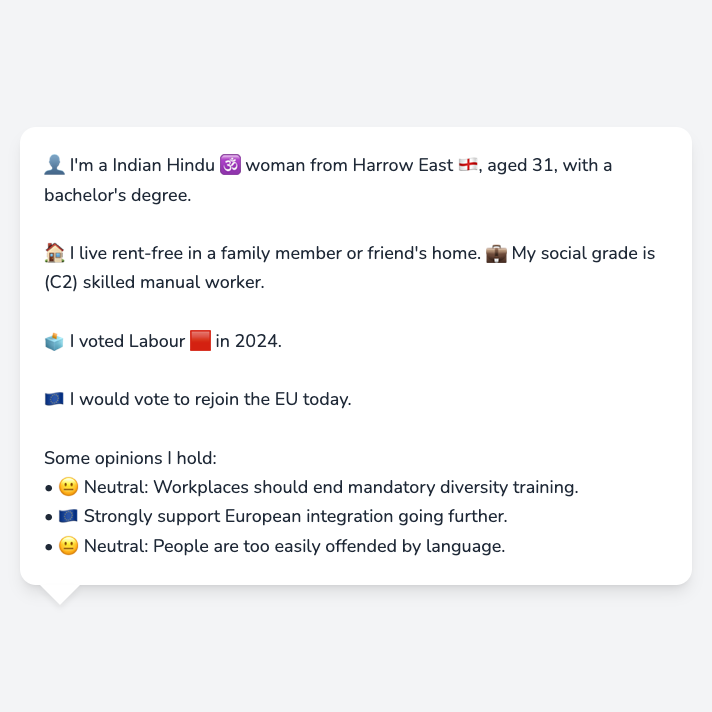 👤 I'm a Indian Hindu 🕉️ woman from Harrow East 🏴󠁧󠁢󠁥󠁮󠁧󠁿, aged 31, with a
bachelor's degree.
🏠 I live rent-free in a family member or friend's home. 💼 My social grade is
(C2) skilled manual worker.
🗳️ I voted Labour 🟥 in 2024.
🇪🇺 I would vote to rejoin the EU today.
Some opinions I hold:
• 😐 Neutral: Workplaces should end mandatory diversity training.
• 🇪🇺 Strongly support European integration going further.
• 😐 Neutral: People are too easily offended by language.